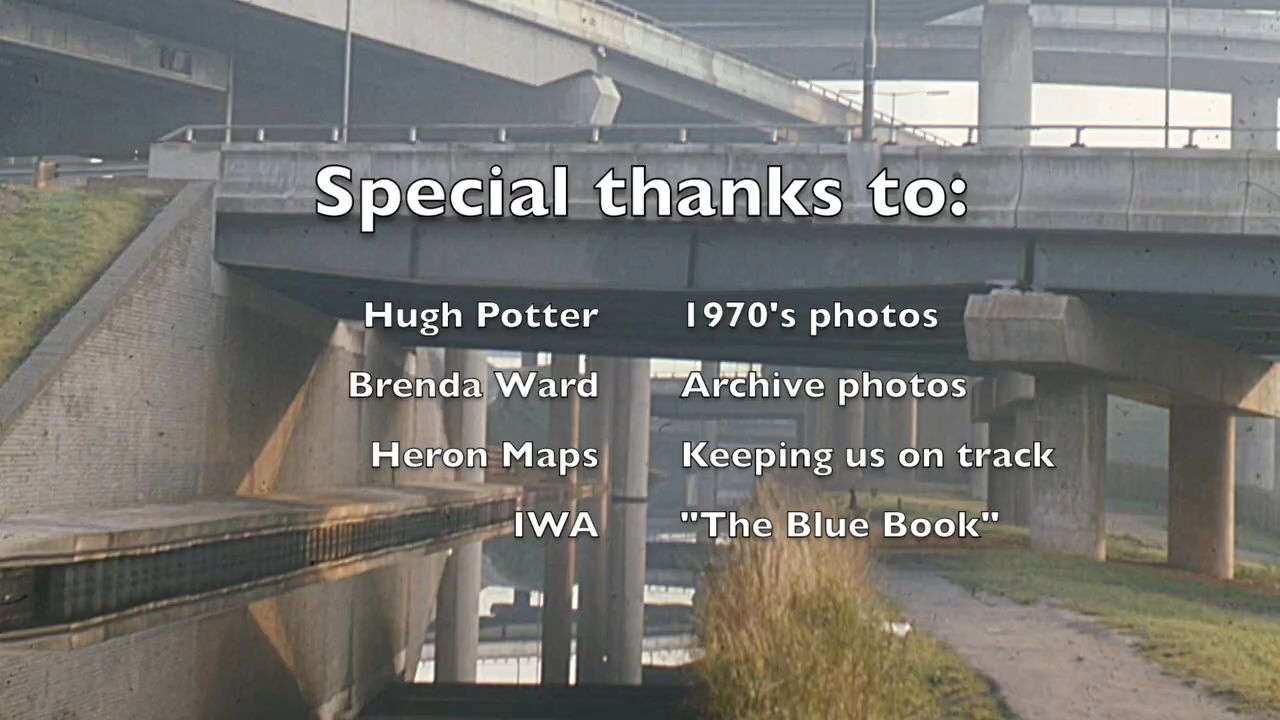 Special thanks to:
Hugh Potter 1970's photos
Brenda Ward Archive photos
Heron Maps Keeping us on track
IWA "The Blue Book"